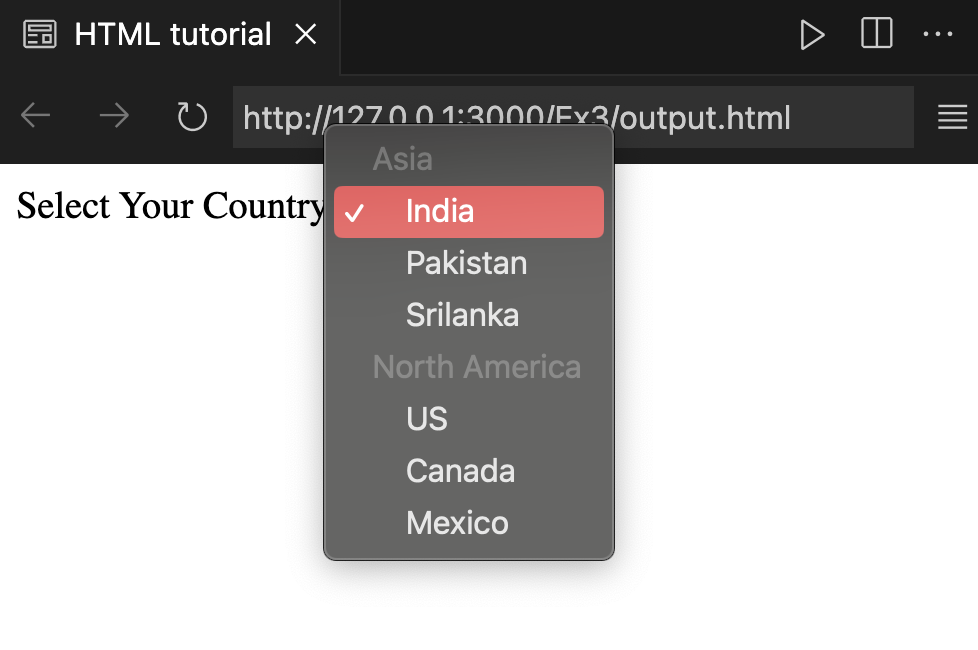 HTML tutorial
http://127.0.0.1:3000/Ex3/output.html
Select Your Country
Asia
India
Pakistan
Srilanka
North America
US
Canada
Mexico